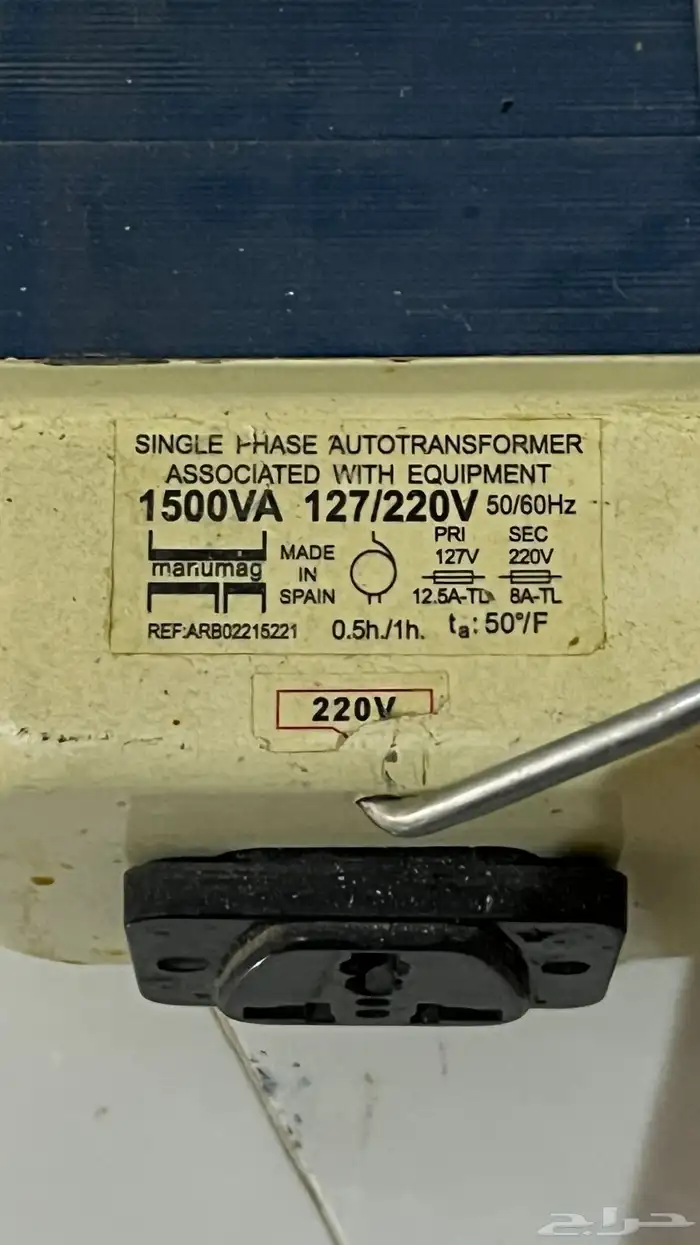 SINGLE PHASE AUTOTRANSFORMER
ASSOCIATED WITH EQUIPMENT
1500VA 127/220V 50/60Hz
manumag
MADE IN SPAIN
PRI SEC
127V 220V
12.5A-TL 8A-TL
REF:ARB02215221 0.5h./1h. ta: 50°/F
220V
حراج